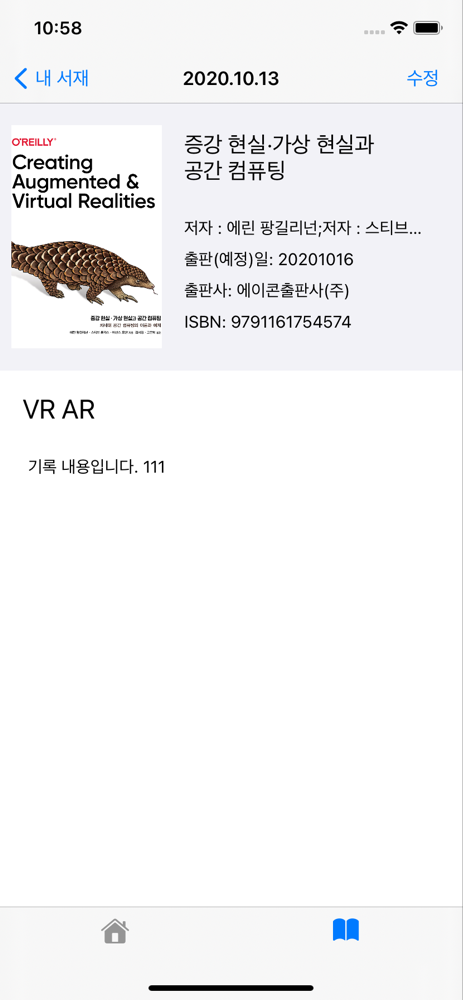 10:58
내 서재
2020.10.13
수정
O'REILLY
Creating
Augmented &
Virtual Realities
증강 현실·가상 현실과 공간 컴퓨팅
증강 현실·가상 현실과
공간 컴퓨팅
저자 : 에린 팡길리넌;저자 : 스티브...
출판(예정)일: 20201016
출판사: 에이콘출판사(주)
ISBN: 9791161754574
VR AR
기록 내용입니다. 111